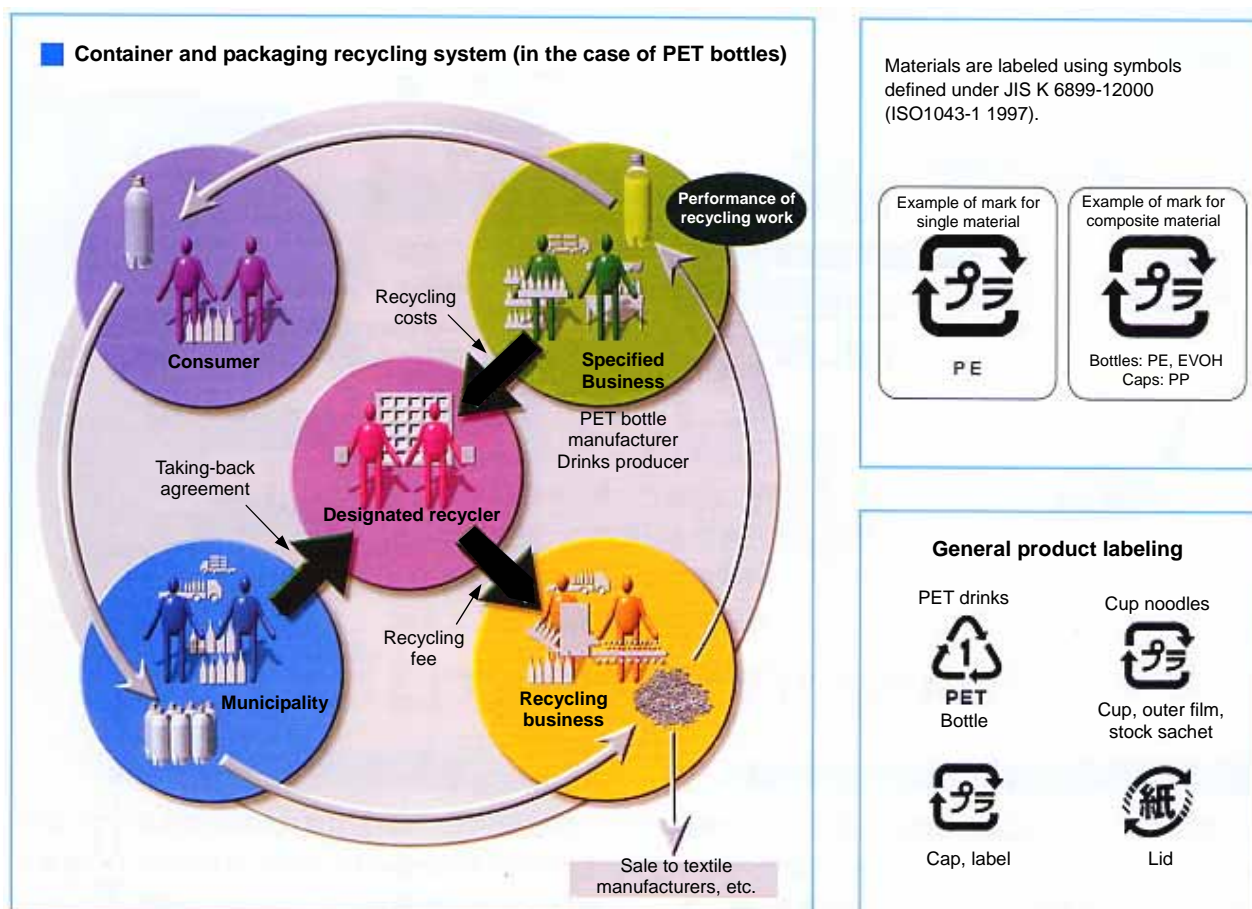 Container and packaging recycling system (in the case of PET bottles)
Performance of
recycling work
Recycling
costs
Consumer
Specified
Business
PET bottle
manufacturer
Drinks producer
Taking-back
agreement
Designated recycler
Recycling
fee
Municipality
Recycling
business
Sale to textile
manufacturers, etc.
Materials are labeled using symbols
defined under JIS K 6899-12000
(ISO1043-1 1997).
Example of mark for
single material
プラ
PE
Example of mark for
composite material
プラ
Bottles: PE, EVOH
Caps: PP
General product labeling
PET drinks
1
PET
Bottle
Cup noodles
プラ
Cup, outer film,
stock sachet
プラ
Cap, label
紙
Lid